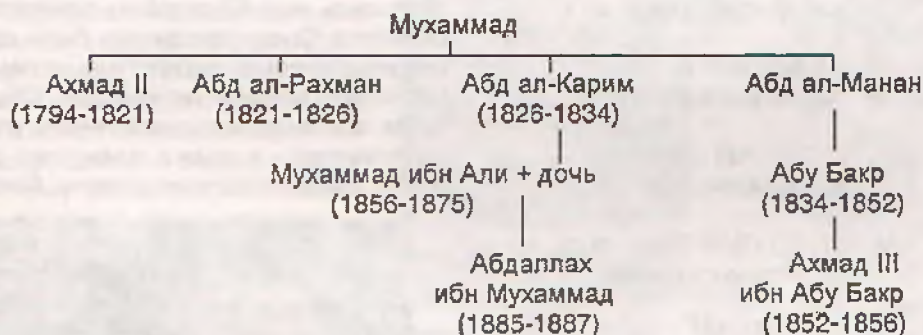 Мухаммад
Ахмад II Абд ал-Рахман Абд ал-Карим Абд ал-Манан
(1794-1821) (1821-1826) (1826-1834)
Мухаммад ибн Али + дочь Абу Бакр
(1856-1875) (1834-1852)
Абдаллах Ахмад III
ибн Мухаммад ибн Абу Бакр
(1885-1887) (1852-1856)